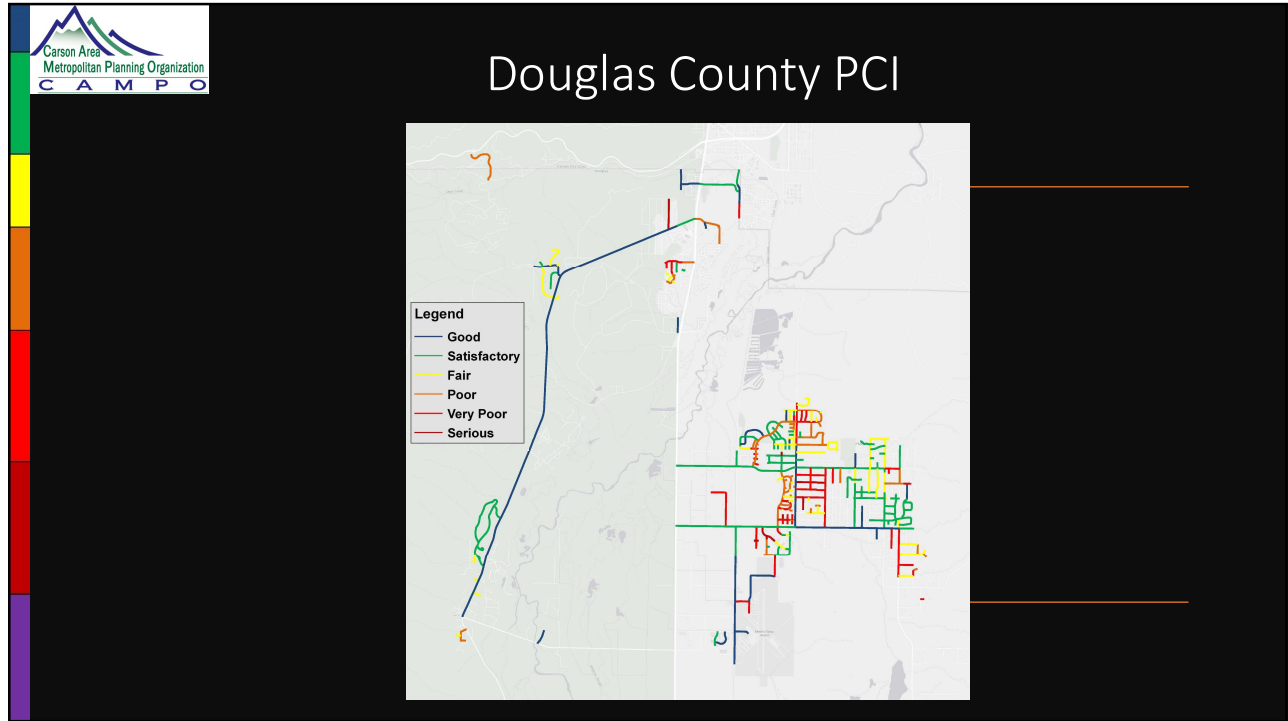 Carson Area
Metropolitan Planning Organization
C A M P O
Douglas County PCI
Legend
Good
Satisfactory
Fair
Poor
Very Poor
Serious